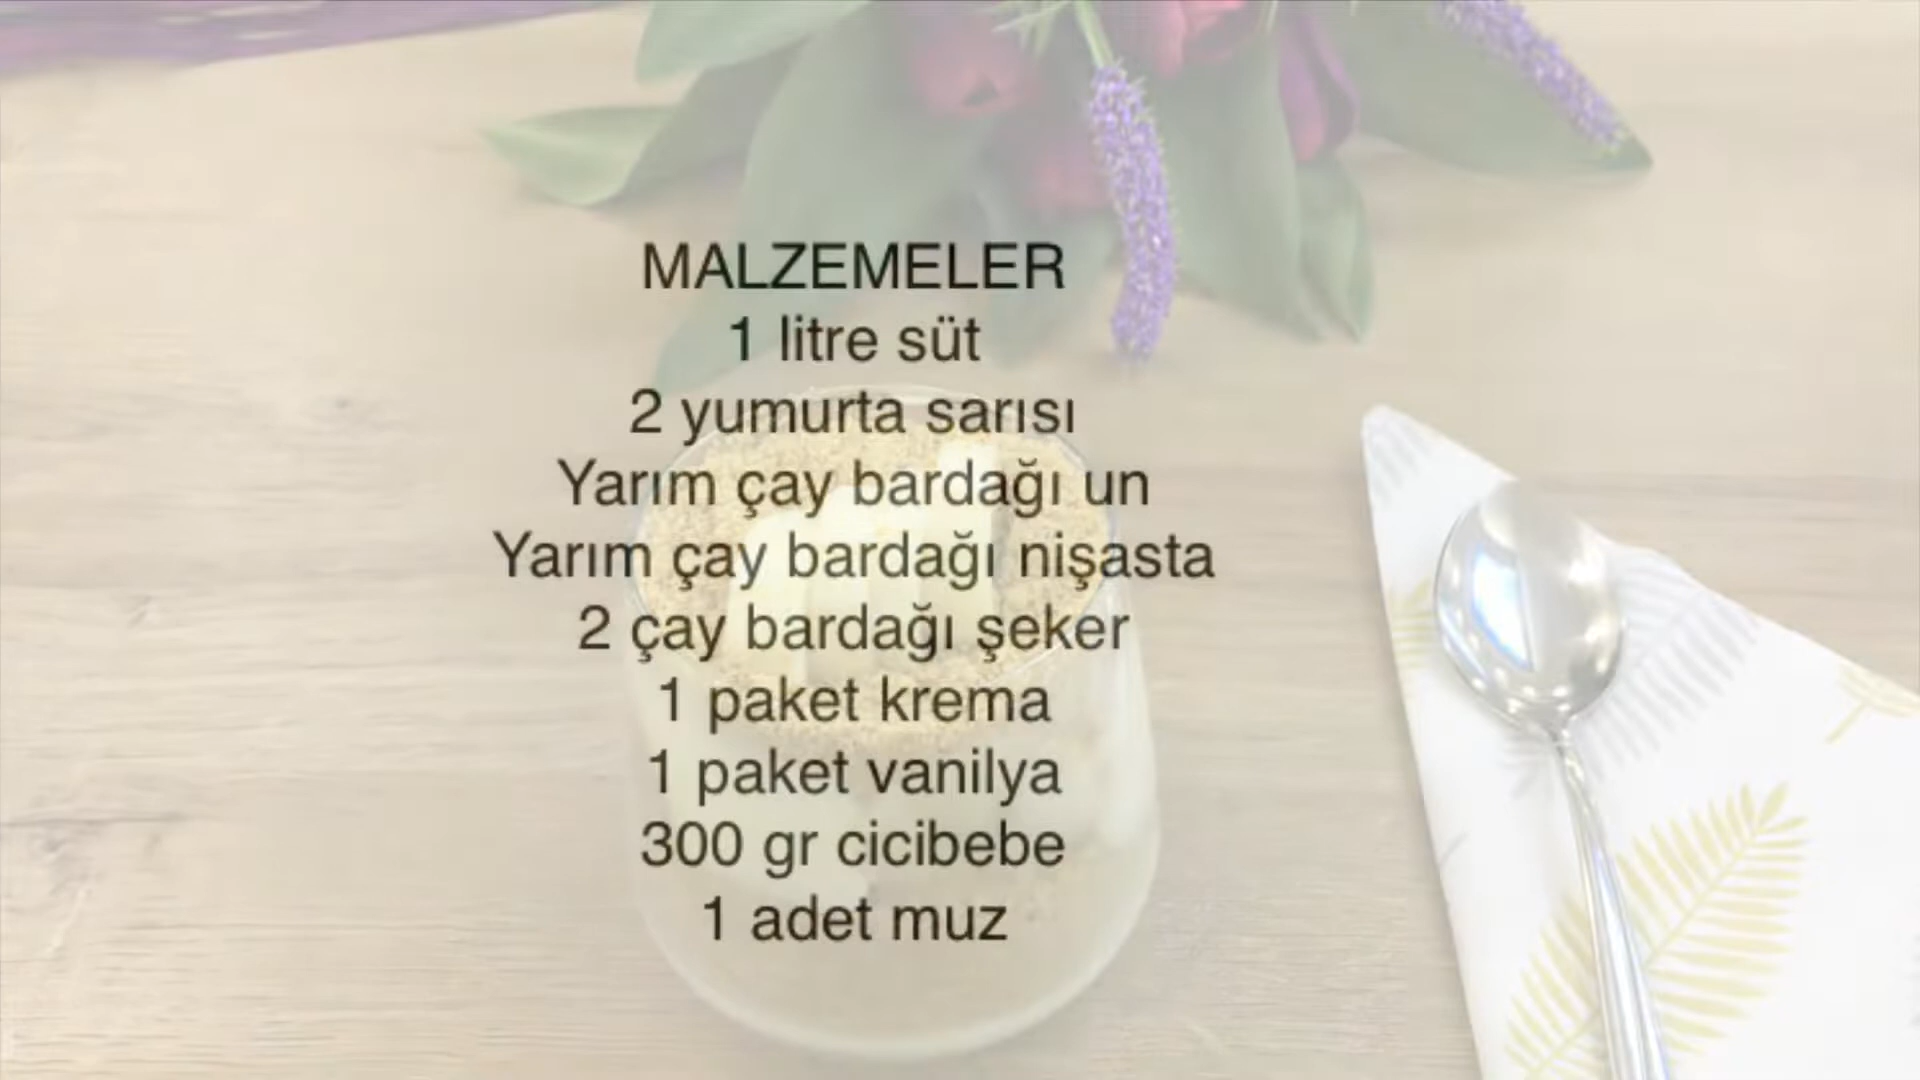 MALZEMELER
1 litre süt
2 yumurta sarısı
Yarım çay bardağı un
Yarım çay bardağı nişasta
2 çay bardağı şeker
1 paket krema
1 paket vanilya
300 gr cicibebe
1 adet muz